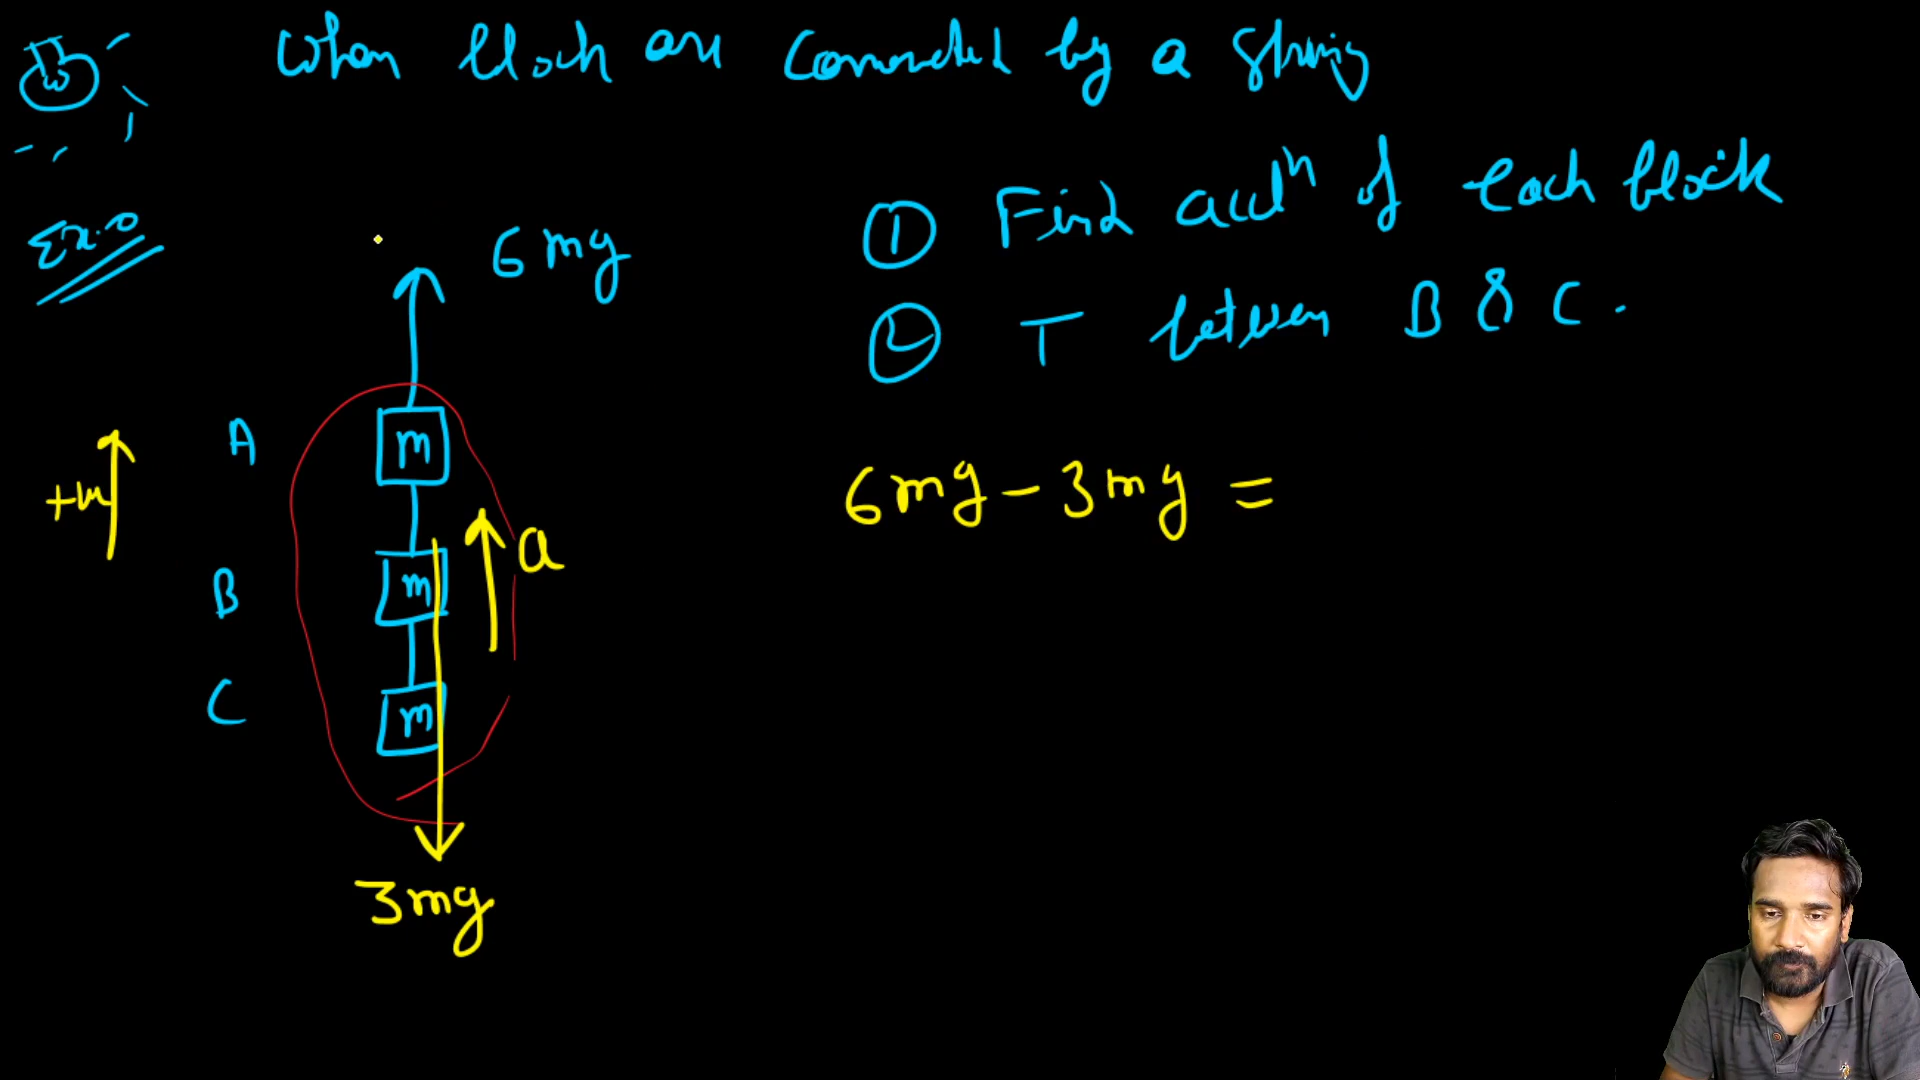 When block are connected by a string
Ex.0
① Find accⁿ of each block
② T between B & C.
6mg
A
m
+w
6mg - 3mg =
a
B
m
C
m
3mg